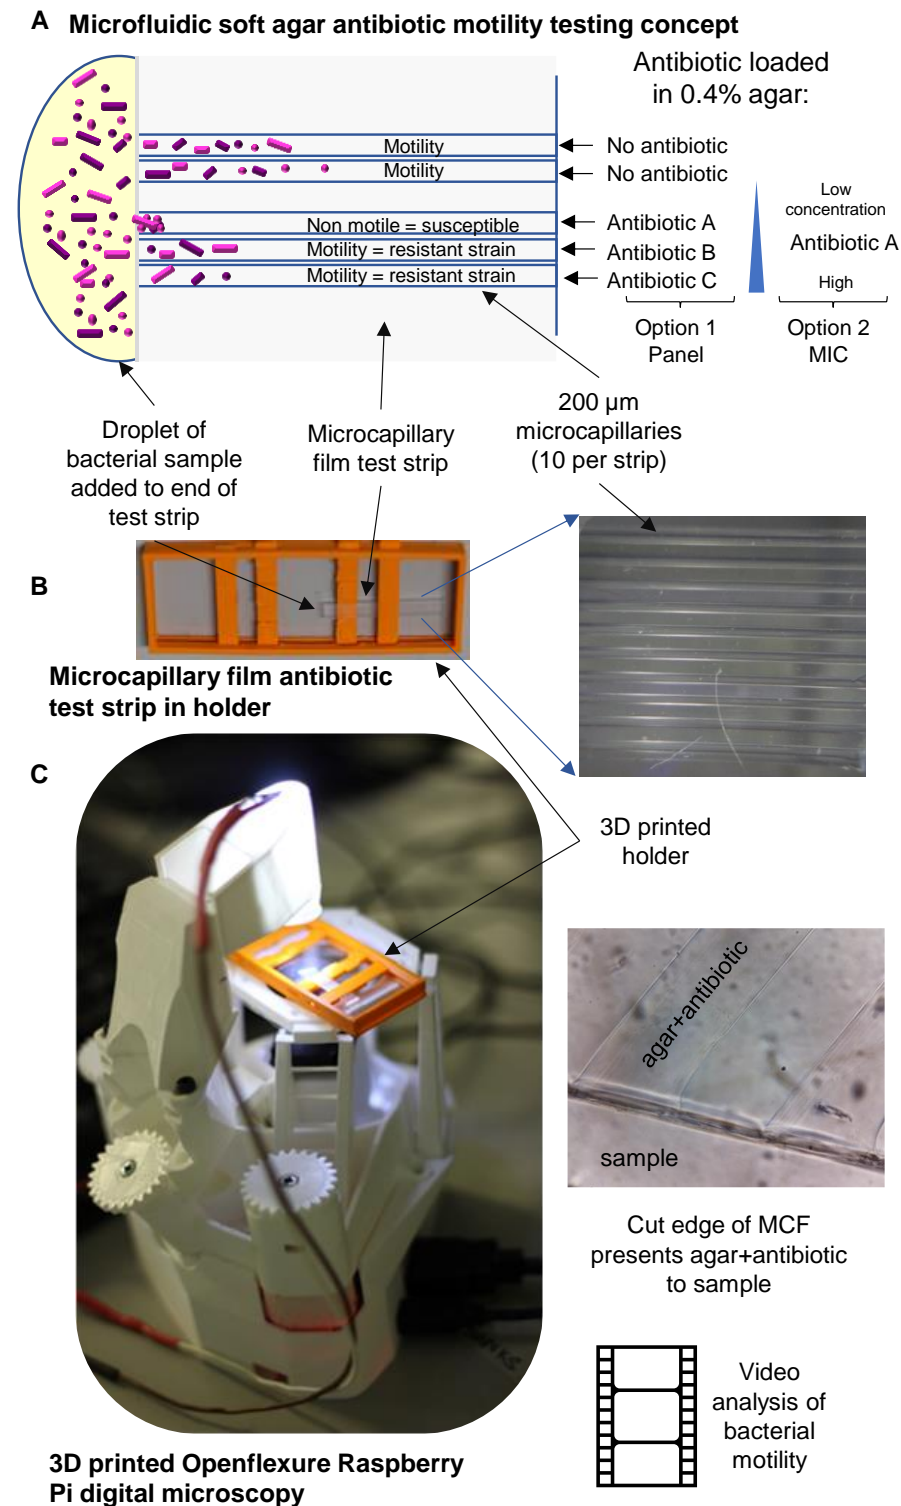 A Microfluidic soft agar antibiotic motility testing concept
Antibiotic loaded
in 0.4% agar:
Motility
No antibiotic
Motility
No antibiotic
Non motile = susceptible
Antibiotic A
Motility = resistant strain
Antibiotic B
Motility = resistant strain
Antibiotic C
Low
concentration
Antibiotic A
High
Option 1
Panel
Option 2
MIC
Droplet of
bacterial sample
added to end of
test strip
Microcapillary
film test strip
200 µm
microcapillaries
(10 per strip)
B
Microcapillary film antibiotic
test strip in holder
C
3D printed
holder
agar+antibiotic
sample
Cut edge of MCF
presents agar+antibiotic
to sample
Video
analysis of
bacterial
motility
3D printed Openflexure Raspberry
Pi digital microscopy